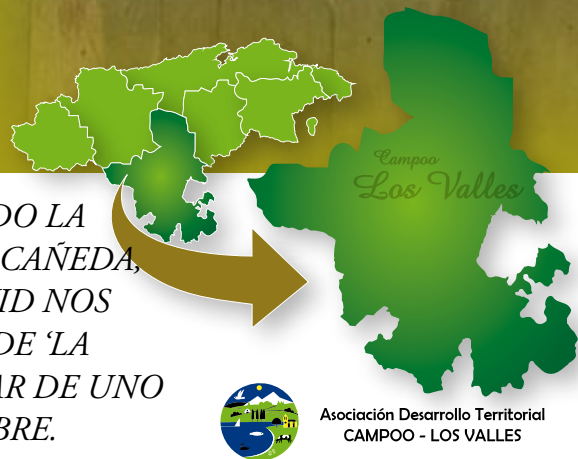 Campoo
Los Valles
DO LA
CAÑEDA,
ID NOS
DE ‘LA
AR DE UNO
BRE.
Asociación Desarrollo Territorial
CAMPOO - LOS VALLES